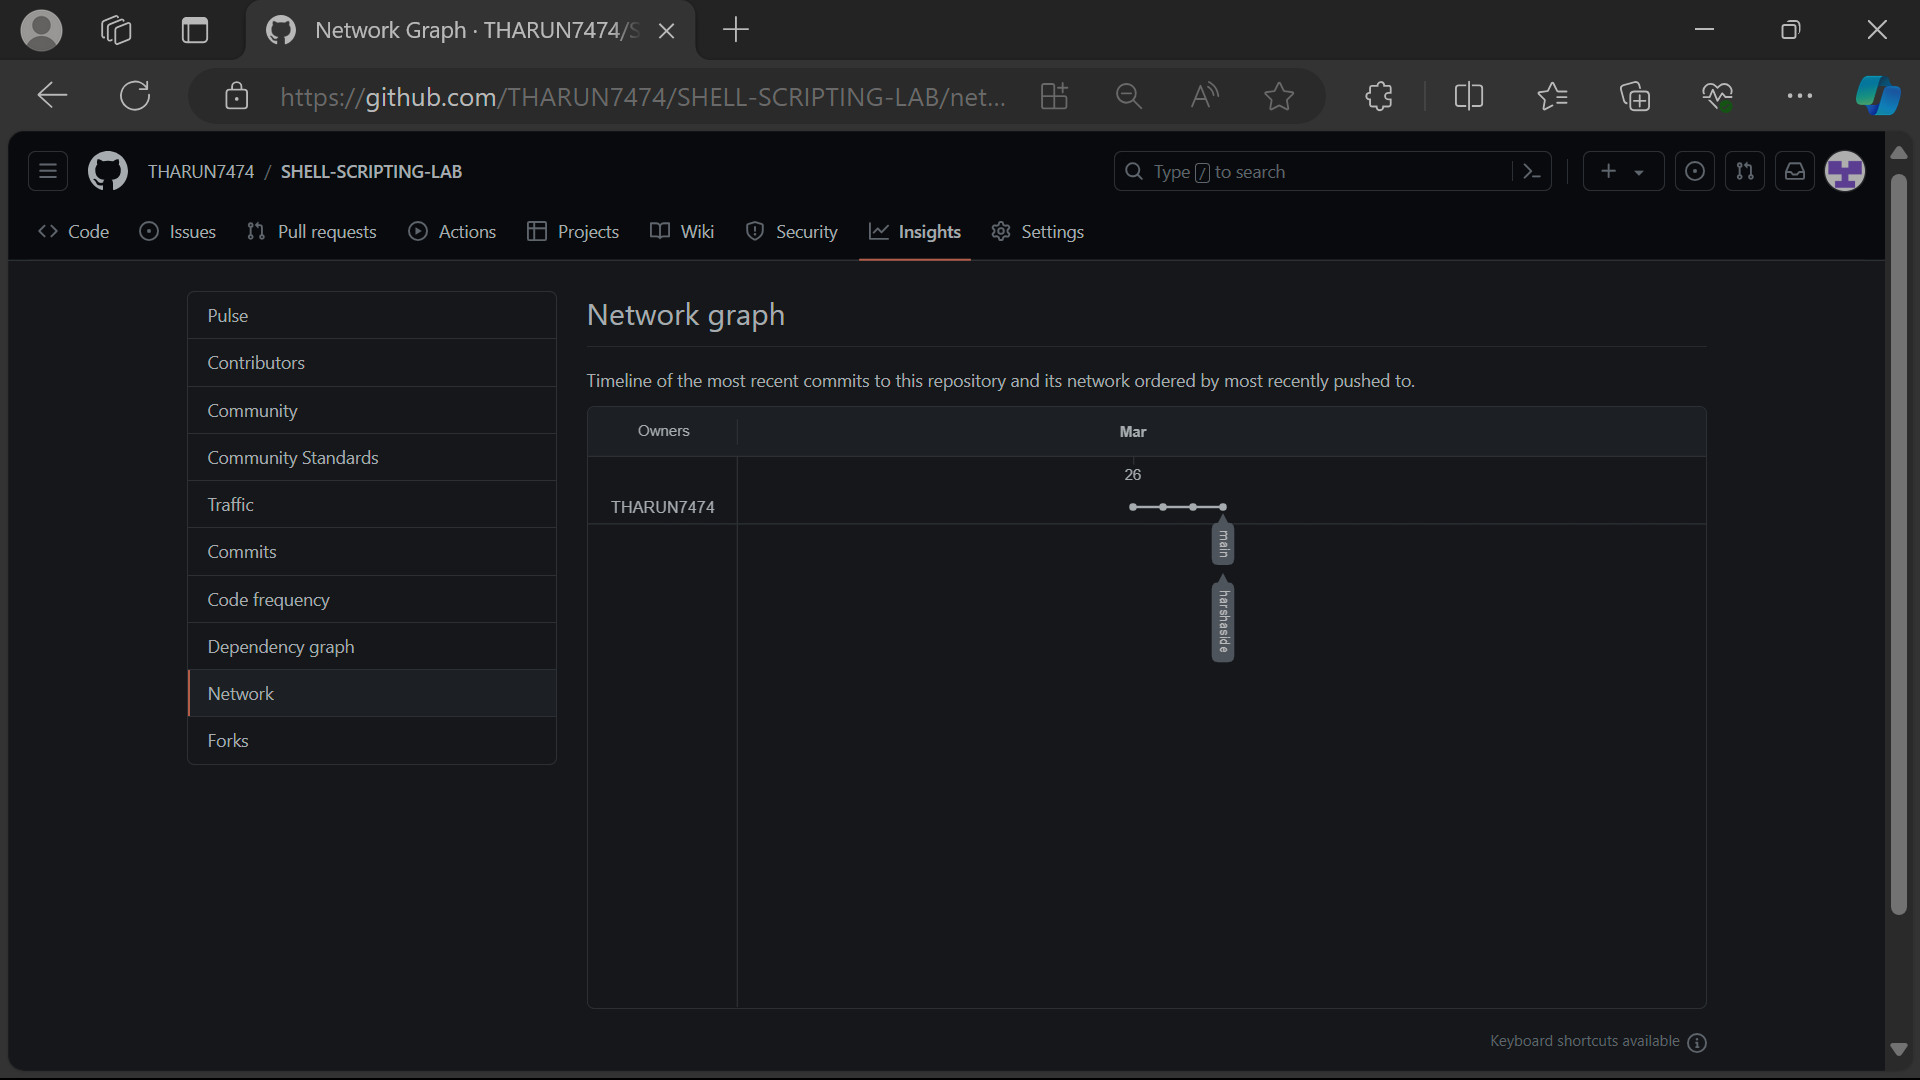 Network Graph · THARUN7474/S
https://github.com/THARUN7474/SHELL-SCRIPTING-LAB/net...
THARUN7474 / SHELL-SCRIPTING-LAB
Type / to search
Code
Issues
Pull requests
Actions
Projects
Wiki
Security
Insights
Settings
Pulse
Contributors
Community
Community Standards
Traffic
Commits
Code frequency
Dependency graph
Network
Forks
Network graph
Timeline of the most recent commits to this repository and its network ordered by most recently pushed to.
Owners
Mar
26
THARUN7474
main
harshaside
Keyboard shortcuts available